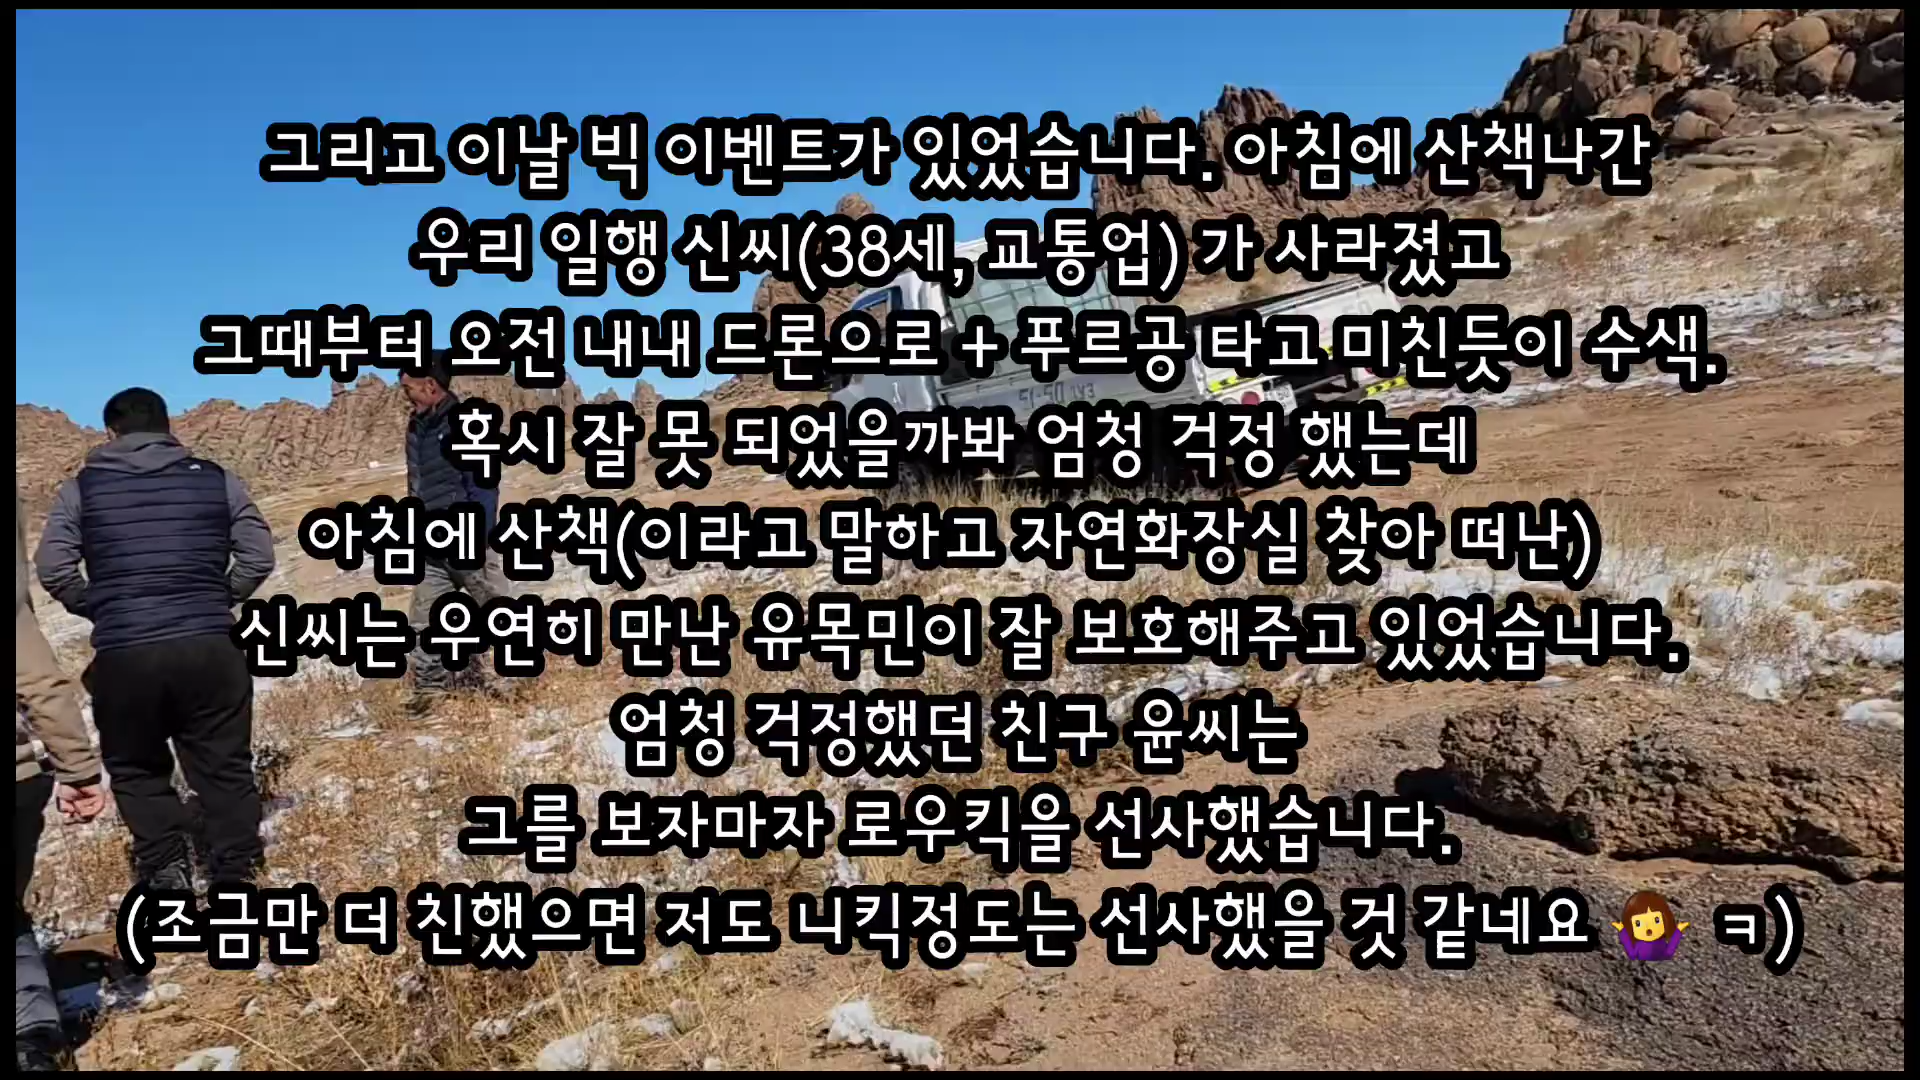 그리고 이날 빅 이벤트가 있었습니다. 아침에 산책나간
우리 일행 신씨(38세, 교통업) 가 사라졌고
그때부터 오전 내내 드론으로 + 푸르공 타고 미친듯이 수색.
혹시 잘 못 되었을까봐 엄청 걱정 했는데
아침에 산책(이라고 말하고 자연화장실 찾아 떠난)
신씨는 우연히 만난 유목민이 잘 보호해주고 있었습니다.
엄청 걱정했던 친구 윤씨는
그를 보자마자 로우킥을 선사했습니다.
(조금만 더 친했으면 저도 니킥정도는 선사했을 것 같네요 🤷‍♀️ ㅋ)